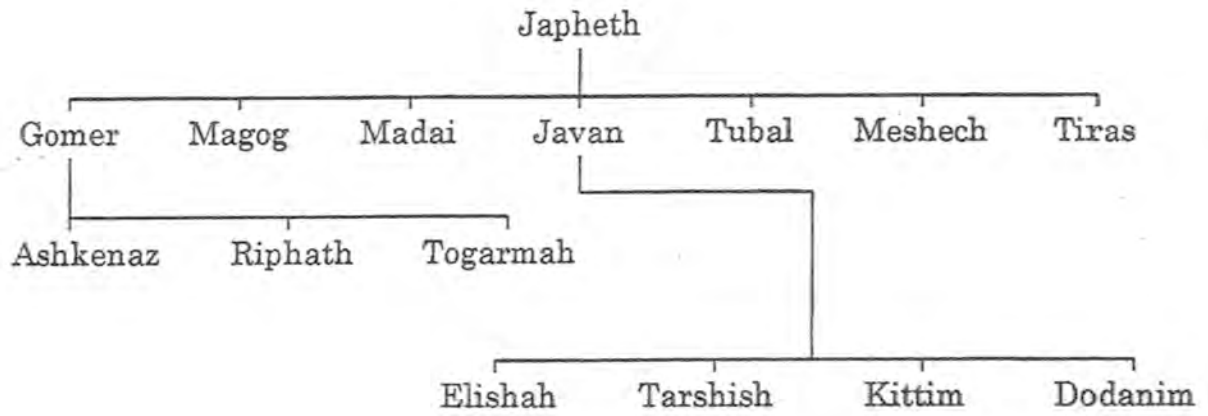 Japheth
Gomer Magog Madai Javan Tubal Meshech Tiras
Ashkenaz Riphath Togarmah
Elishah Tarshish Kittim Dodanim